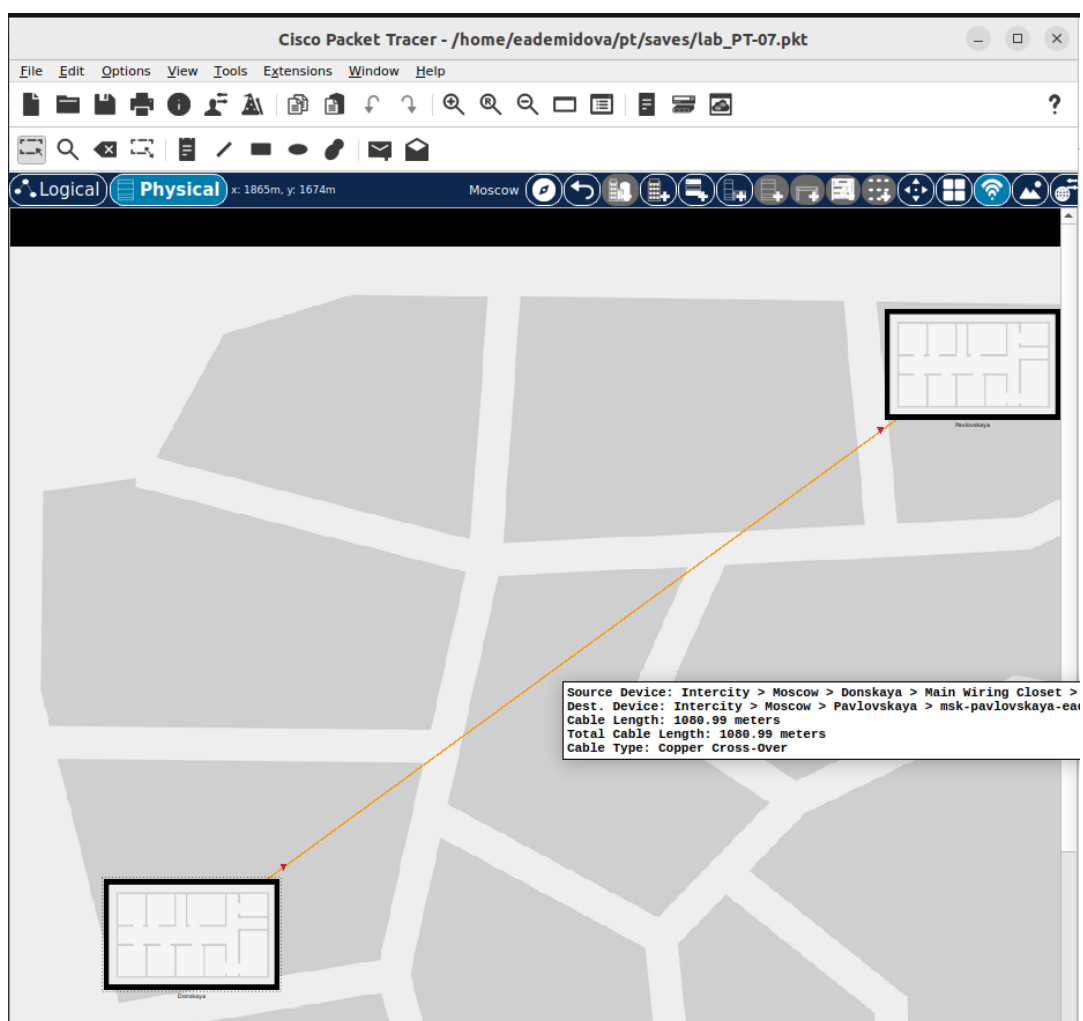 Cisco Packet Tracer - /home/eademidova/pt/saves/lab_PT-07.pkt
File Edit Options View Tools Extensions Window Help
?
Logical Physical x: 1865m, y: 1674m Moscow
Pavlovskaya
Source Device: Intercity > Moscow > Donskaya > Main Wiring Closet >
Dest. Device: Intercity > Moscow > Pavlovskaya > msk-pavlovskaya-ead
Cable Length: 1080.99 meters
Total Cable Length: 1080.99 meters
Cable Type: Copper Cross-Over
Donskaya